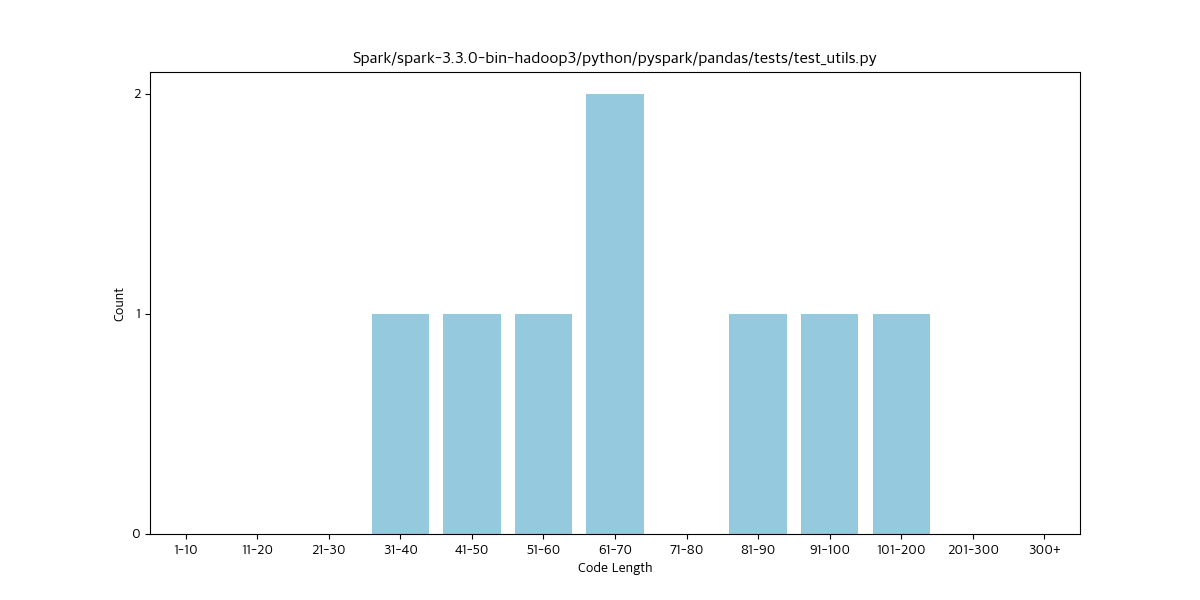 Spark/spark-3.3.0-bin-hadoop3/python/pyspark/pandas/tests/test_utils.py
2
1
0
Count
1-10 11-20 21-30 31-40 41-50 51-60 61-70 71-80 81-90 91-100 101-200 201-300 300+
Code Length